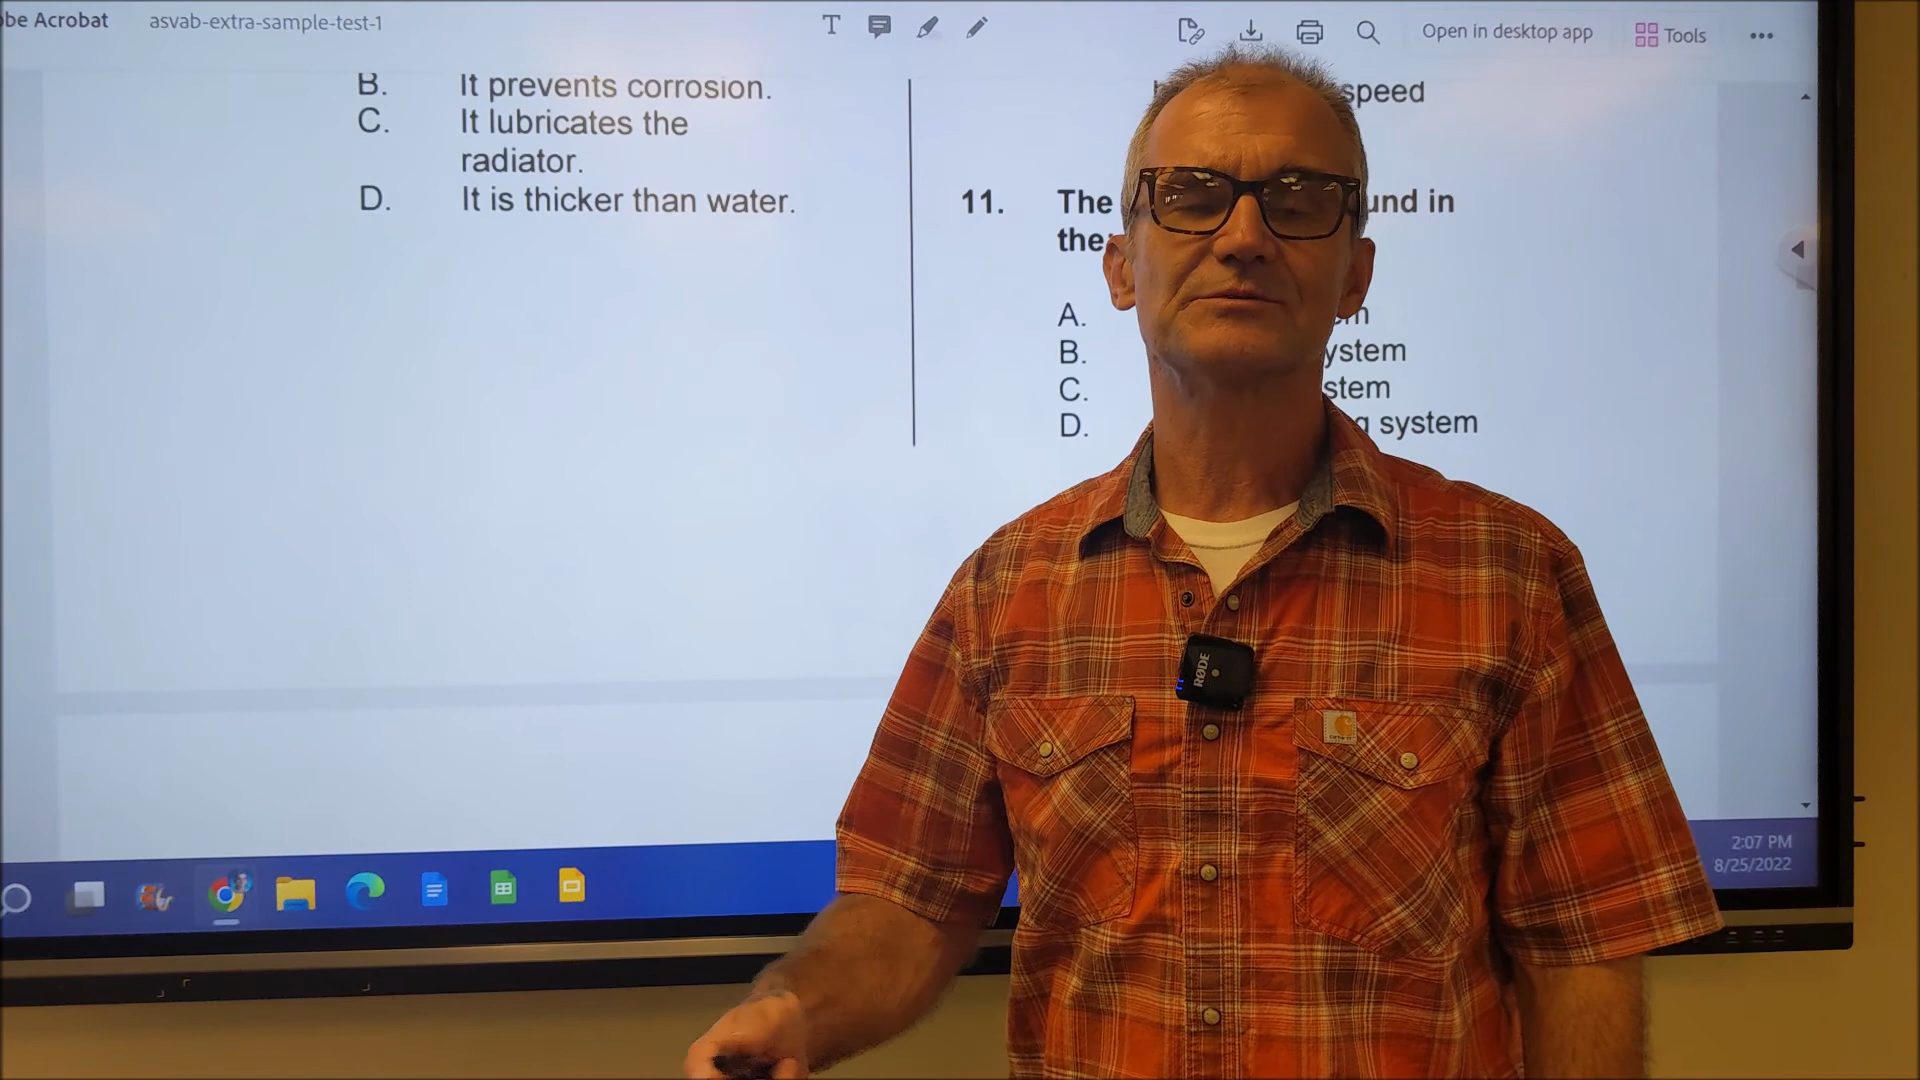 be Acrobat
asvab-extra-sample-test-1
T
Open in desktop app
Tools
B. It prevents corrosion.
C. It lubricates the
radiator.
D. It is thicker than water.
speed
11. The und in
the
A. m
B. ystem
C. stem
D. system
RØDE
2:07 PM
8/25/2022